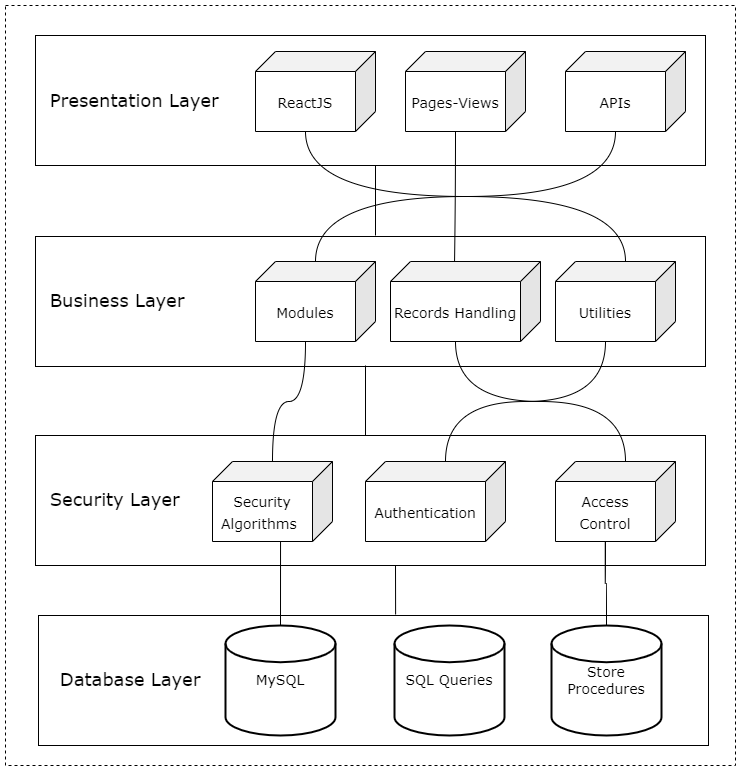 Presentation Layer
ReactJS
Pages-Views
APIs
Business Layer
Modules
Records Handling
Utilities
Security Layer
Security
Algorithms
Authentication
Access
Control
Database Layer
MySQL
SQL Queries
Store
Procedures